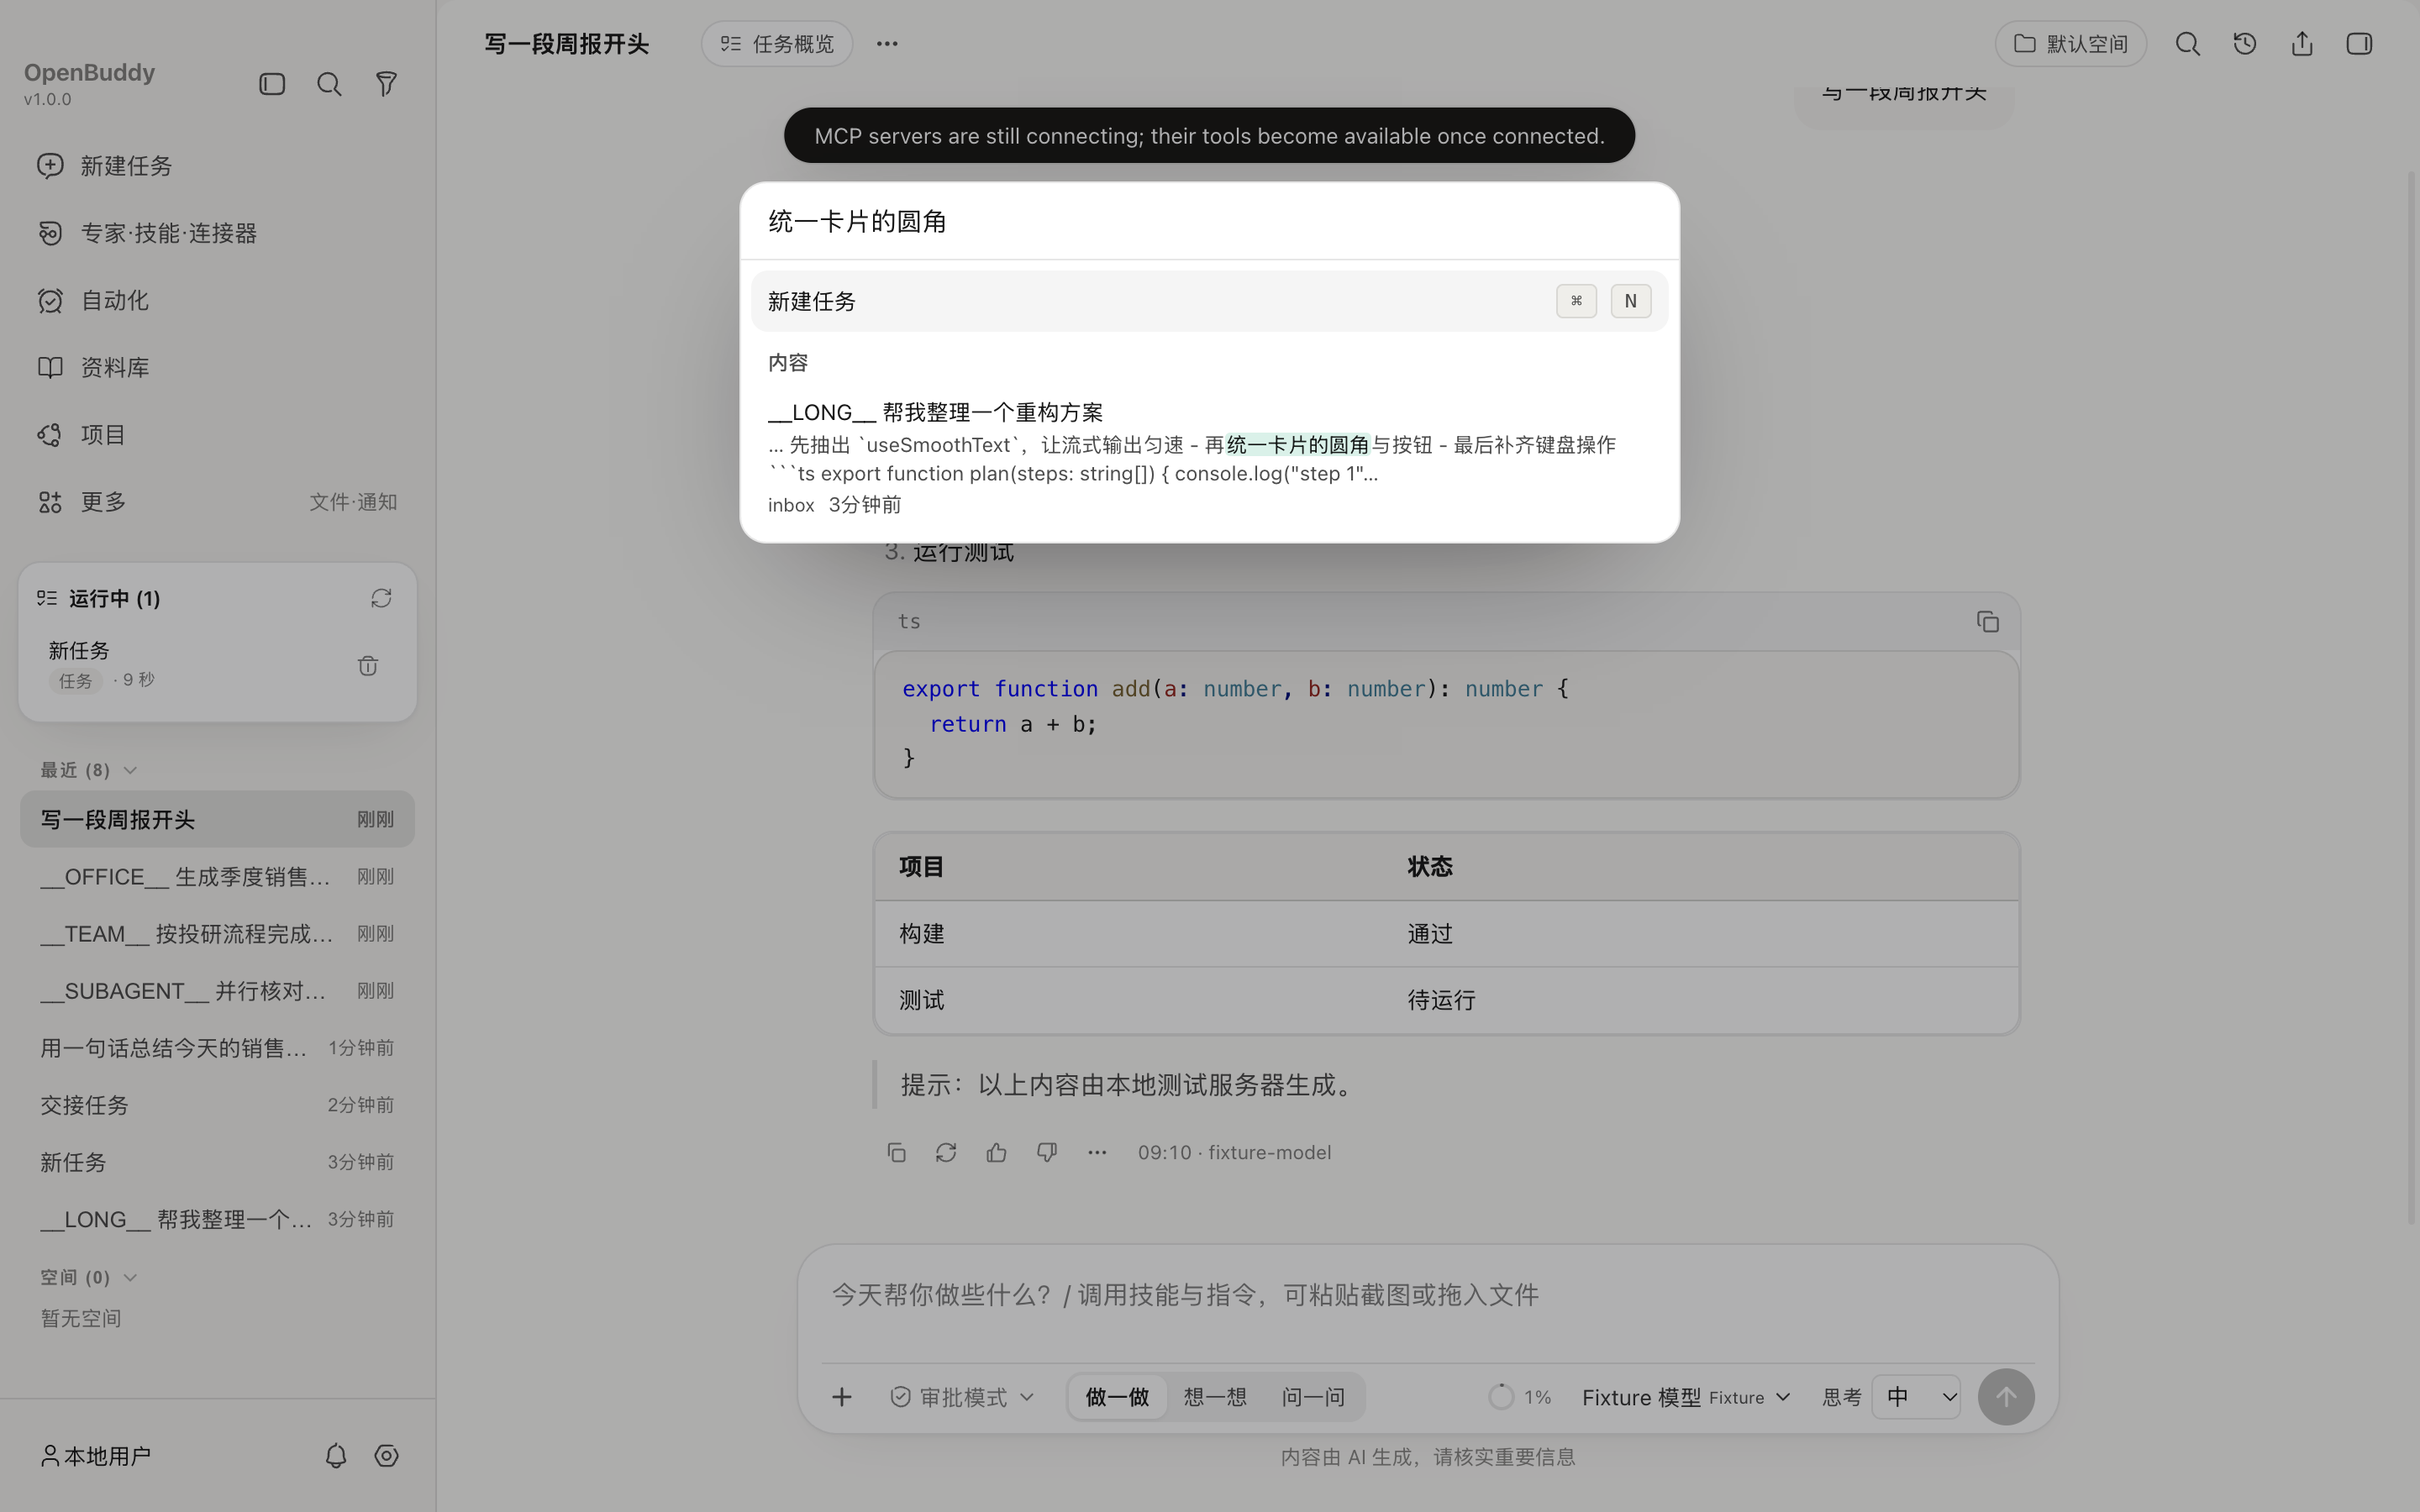 OpenBuddy
v1.0.0
新建任务
专家·技能·连接器
自动化
资料库
项目
更多
文件·通知
运行中 (1)
新任务
任务 · 9 秒
最近 (8)
写一段周报开头 刚刚
__OFFICE__ 生成季度销售… 刚刚
__TEAM__ 按投研流程完成… 刚刚
__SUBAGENT__ 并行核对… 刚刚
用一句话总结今天的销售… 1分钟前
交接任务 2分钟前
新任务 3分钟前
__LONG__ 帮我整理一个… 3分钟前
空间 (0)
暂无空间
本地用户
写一段周报开头
任务概览
默认空间
写一段周报开头
MCP servers are still connecting; their tools become available once connected.
统一卡片的圆角
新建任务 ⌘ N
内容
__LONG__ 帮我整理一个重构方案
... 先抽出 `useSmoothText`，让流式输出匀速 - 再统一卡片的圆角与按钮 - 最后补齐键盘操作
```ts export function plan(steps: string[]) { console.log("step 1"...
inbox 3分钟前
3. 运行测试
ts
export function add(a: number, b: number): number {
  return a + b;
}
项目 状态
构建 通过
测试 待运行
提示：以上内容由本地测试服务器生成。
09:10 · fixture-model
今天帮你做些什么？/ 调用技能与指令，可粘贴截图或拖入文件
审批模式 做一做 想一想 问一问 1% Fixture 模型 Fixture 思考 中
内容由 AI 生成，请核实重要信息